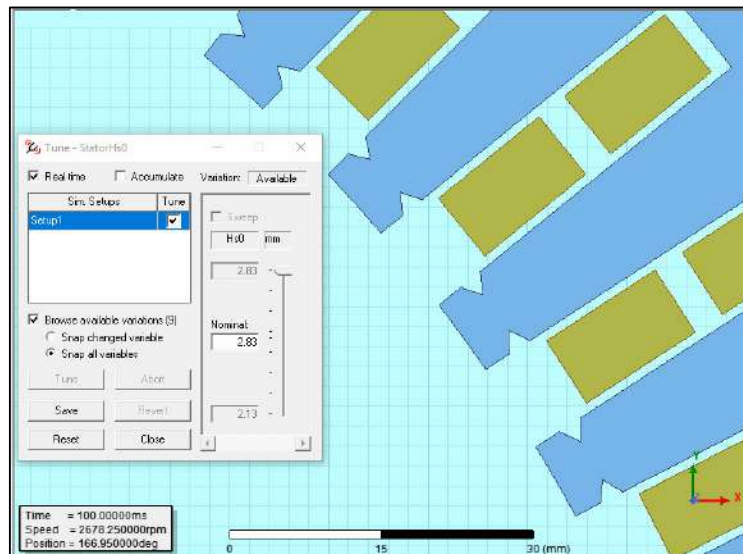 Tune - StatorHs0
Real time Accumulate Variation: Available
Sim. Setups Tune
Setup1
Sweep
Hs0 mm
2.83
Nominal:
2.83
2.13
Browse available variations (9)
Snap changed variable
Snap all variables
Tune Abort
Save Revert
Reset Close
Time = 100.00000ms
Speed = 2678.250000rpm
Position = 166.950000deg
0 15 30 (mm)
Y
X